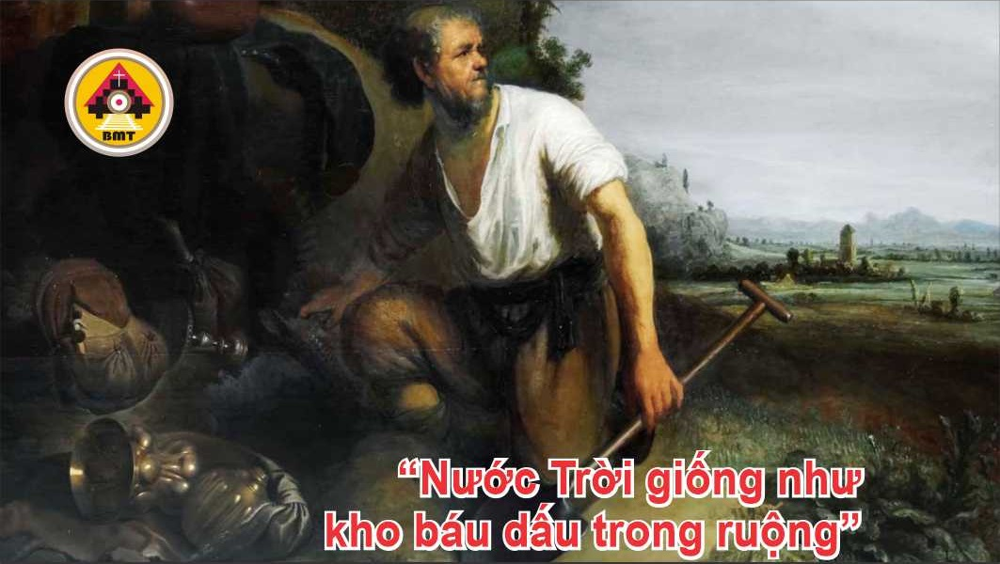 BMT
“Nước Trời giống như
kho báu dấu trong ruộng”